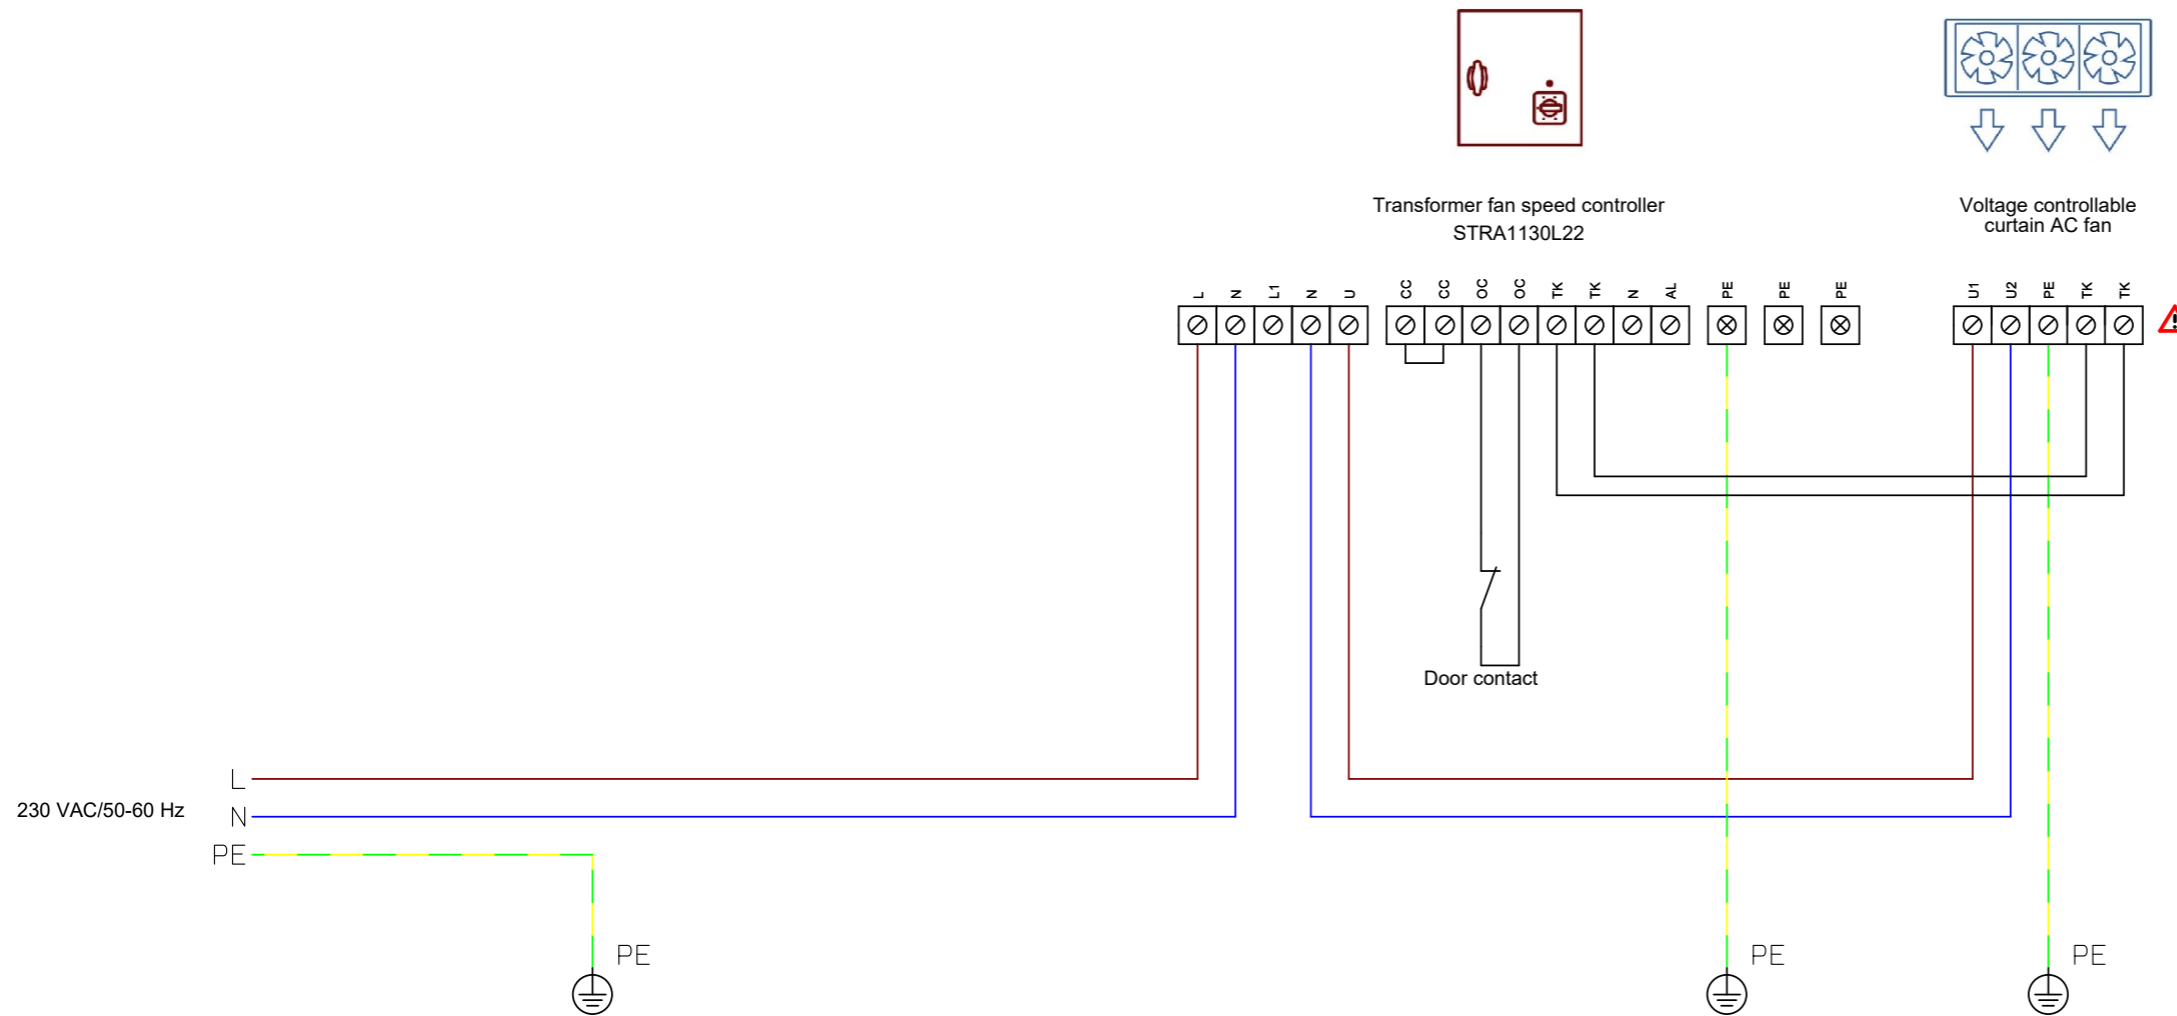 Transformer fan speed controller
STRA1130L22
Voltage controllable
curtain AC fan
L N L1 N U CC CC OC OC TK TK N AL PE PE PE U1 U2 PE TK TK
Door contact
L
230 VAC/50-60 Hz
N
PE
PE PE PE